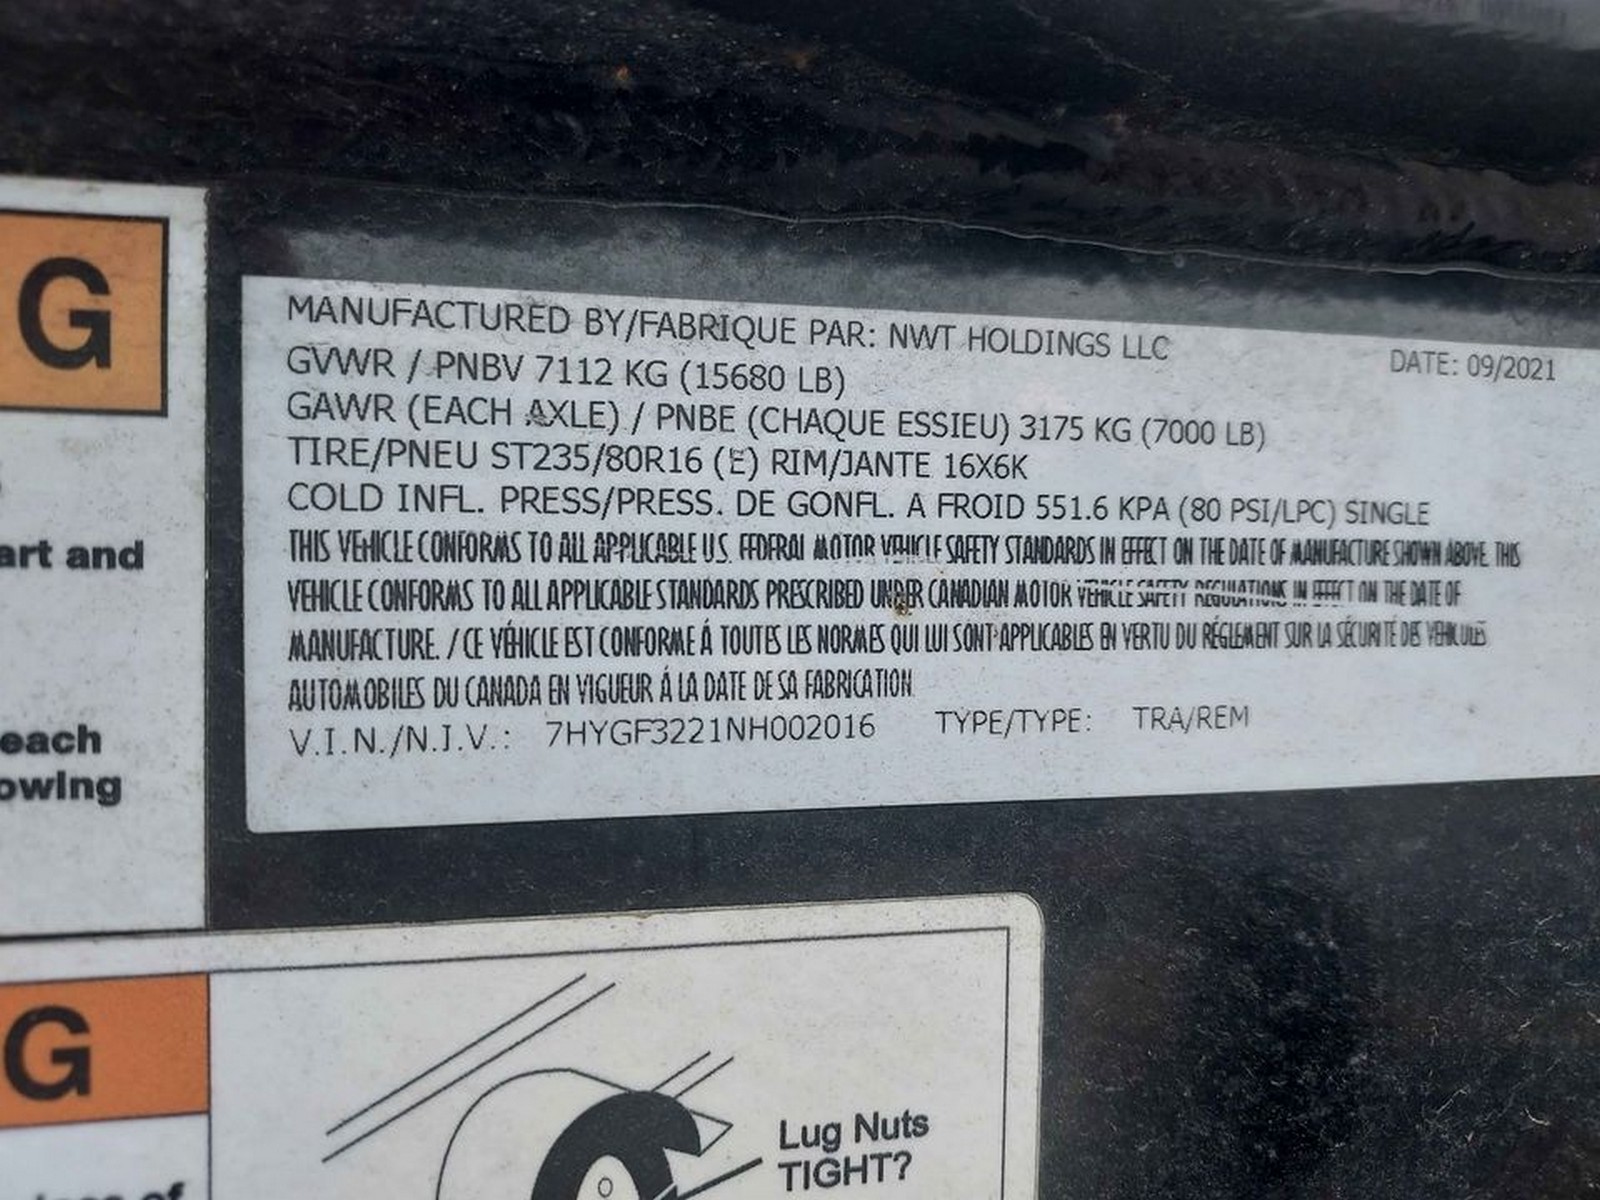 G
MANUFACTURED BY/FABRIQUE PAR: NWT HOLDINGS LLC DATE: 09/2021
GVWR / PNBV 7112 KG (15680 LB)
GAWR (EACH AXLE) / PNBE (CHAQUE ESSIEU) 3175 KG (7000 LB)
TIRE/PNEU ST235/80R16 (E) RIM/JANTE 16X6K
COLD INFL. PRESS/PRESS. DE GONFL. A FROID 551.6 KPA (80 PSI/LPC) SINGLE
THIS VEHICLE CONFORMS TO ALL APPLICABLE U.S. FEDERAL MOTOR VEHICLE SAFETY STANDARDS IN EFFECT ON THE DATE OF MANUFACTURE SHOWN ABOVE. THIS
VEHICLE CONFORMS TO ALL APPLICABLE STANDARDS PRESCRIBED UNDER CANADIAN MOTOR VEHICLE SAFETY REGULATIONS IN EFFECT ON THE DATE OF
MANUFACTURE. / CE VÉHICLE EST CONFORME Á TOUTES LES NORMES QUI LUI SONT APPLICABLES EN VERTU DU RÉGLEMENT SUR LA SÉCURITÉ DES VEHICULES
AUTOMOBILES DU CANADA EN VIGUEUR Á LA DATE DE SA FABRICATION
V.I.N./N.I.V.: 7HYGF3221NH002016 TYPE/TYPE: TRA/REM
art and
each
owing
G
Lug Nuts
TIGHT?